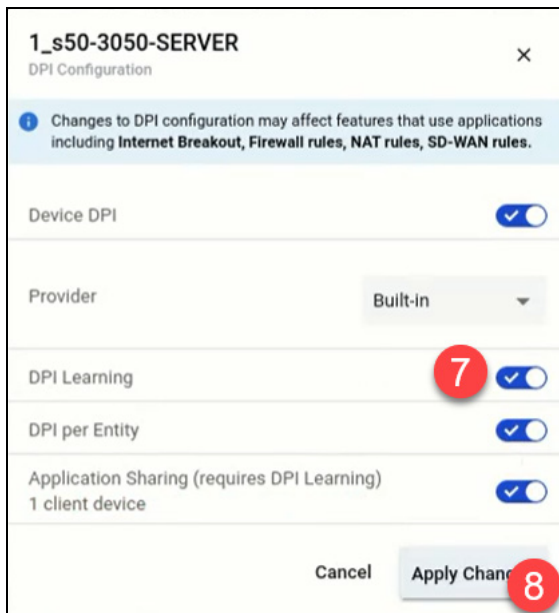 1_s50-3050-SERVER
DPI Configuration
Changes to DPI configuration may affect features that use applications
including Internet Breakout, Firewall rules, NAT rules, SD-WAN rules.
Device DPI
Provider
Built-in
DPI Learning
7
DPI per Entity
Application Sharing (requires DPI Learning)
1 client device
Cancel
Apply
8